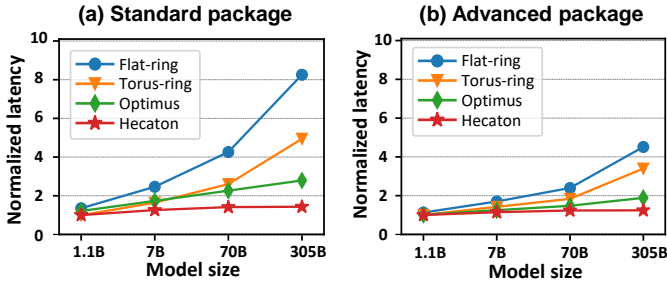 (a) Standard package
10
8
6
4
2
0
Normalized latency
Flat-ring
Torus-ring
Optimus
Hecaton
1.1B 7B 70B 305B
Model size
(b) Advanced package
10
8
6
4
2
0
Normalized latency
Flat-ring
Torus-ring
Optimus
Hecaton
1.1B 7B 70B 305B
Model size